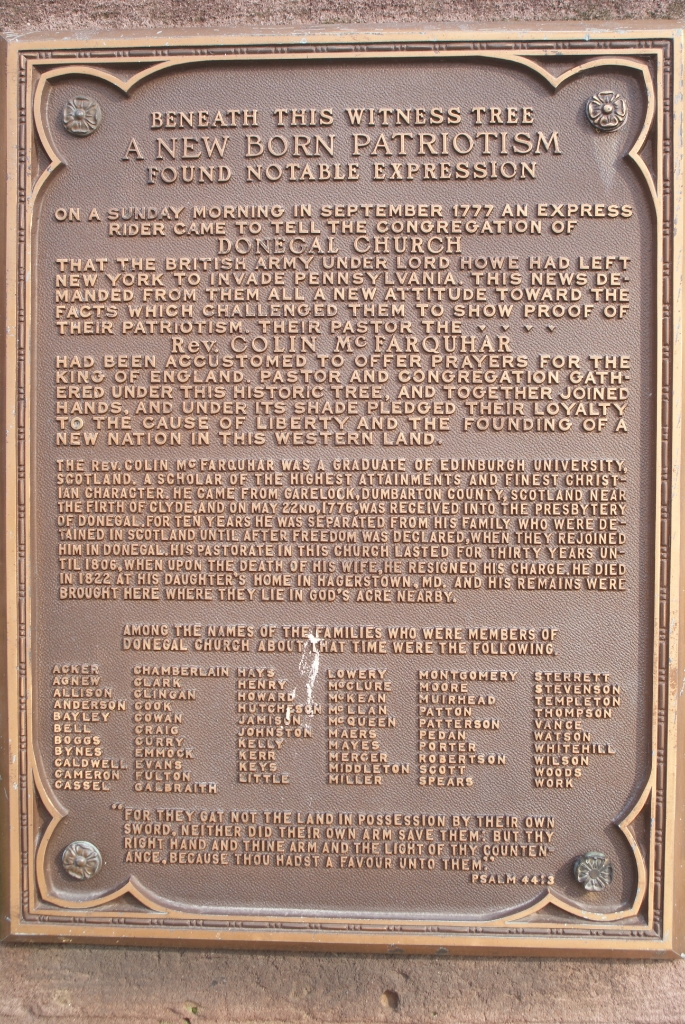 BENEATH THIS WITNESS TREE
A NEW BORN PATRIOTISM
FOUND NOTABLE EXPRESSION
ON A SUNDAY MORNING IN SEPTEMBER 1777 AN EXPRESS
RIDER CAME TO TELL THE CONGREGATION OF
DONEGAL CHURCH
THAT THE BRITISH ARMY UNDER LORD HOWE HAD LEFT
NEW YORK TO INVADE PENNSYLVANIA. THIS NEWS DE-
MANDED FROM THEM ALL A NEW ATTITUDE TOWARD THE
FACTS WHICH CHALLENGED THEM TO SHOW PROOF OF
THEIR PATRIOTISM. THEIR PASTOR THE
Rev. COLIN McFARQUHAR
HAD BEEN ACCUSTOMED TO OFFER PRAYERS FOR THE
KING OF ENGLAND. PASTOR AND CONGREGATION GATH-
ERED UNDER THIS HISTORIC TREE, AND TOGETHER JOINED
HANDS, AND UNDER ITS SHADE PLEDGED THEIR LOYALTY
TO THE CAUSE OF LIBERTY AND THE FOUNDING OF A
NEW NATION IN THIS WESTERN LAND.
THE REV. COLIN McFARQUHAR WAS A GRADUATE OF EDINBURGH UNIVERSITY,
SCOTLAND. A SCHOLAR OF THE HIGHEST ATTAINMENTS AND FINEST CHRIST-
IAN CHARACTER. HE CAME FROM GARELOCK, DUMBARTON COUNTY, SCOTLAND NEAR
THE FIRTH OF CLYDE, AND ON MAY 22ND, 1776, WAS RECEIVED INTO THE PRESBYTERY
OF DONEGAL. FOR TEN YEARS HE WAS SEPARATED FROM HIS FAMILY WHO WERE DE-
TAINED IN SCOTLAND UNTIL AFTER FREEDOM WAS DECLARED, WHEN THEY REJOINED
HIM IN DONEGAL. HIS PASTORATE IN THIS CHURCH LASTED FOR THIRTY YEARS UN-
TIL 1806, WHEN UPON THE DEATH OF HIS WIFE, HE RESIGNED HIS CHARGE. HE DIED
IN 1822 AT HIS DAUGHTER'S HOME IN HAGERSTOWN, MD. AND HIS REMAINS WERE
BROUGHT HERE WHERE THEY LIE IN GOD'S ACRE NEARBY.
AMONG THE NAMES OF THE FAMILIES WHO WERE MEMBERS OF
DONEGAL CHURCH ABOUT THAT TIME WERE THE FOLLOWING.
ACKER
AGNEW
ALLISON
ANDERSON
BAYLEY
BELL
BOGGS
BYNES
CALDWELL
CAMERON
CASSEL
CHAMBERLAIN
CLARK
CLINGAN
COOK
COWAN
CRAIG
CURRY
EMMOCK
EVANS
FULTON
GALBRAITH
HAYS
HENRY
HOWARD
HUTCHESON
JAMISON
JOHNSTON
KELLY
KERR
KEYS
LITTLE
LOWERY
McCLURE
McKEAN
McLEAN
McQUEEN
MAERS
MAYES
MERCER
MIDDLETON
MILLER
MONTGOMERY
MOORE
MUIRHEAD
PATTON
PATTERSON
PEDAN
PORTER
ROBERTSON
SCOTT
SPEARS
STERRETT
STEVENSON
TEMPLETON
THOMPSON
VANCE
WATSON
WHITEHILL
WILSON
WOODS
WORK
"FOR THEY GAT NOT THE LAND IN POSSESSION BY THEIR OWN
SWORD, NEITHER DID THEIR OWN ARM SAVE THEM: BUT THY
RIGHT HAND AND THINE ARM AND THE LIGHT OF THY COUNTEN-
ANCE, BECAUSE THOU HADST A FAVOUR UNTO THEM."
PSALM 44:3